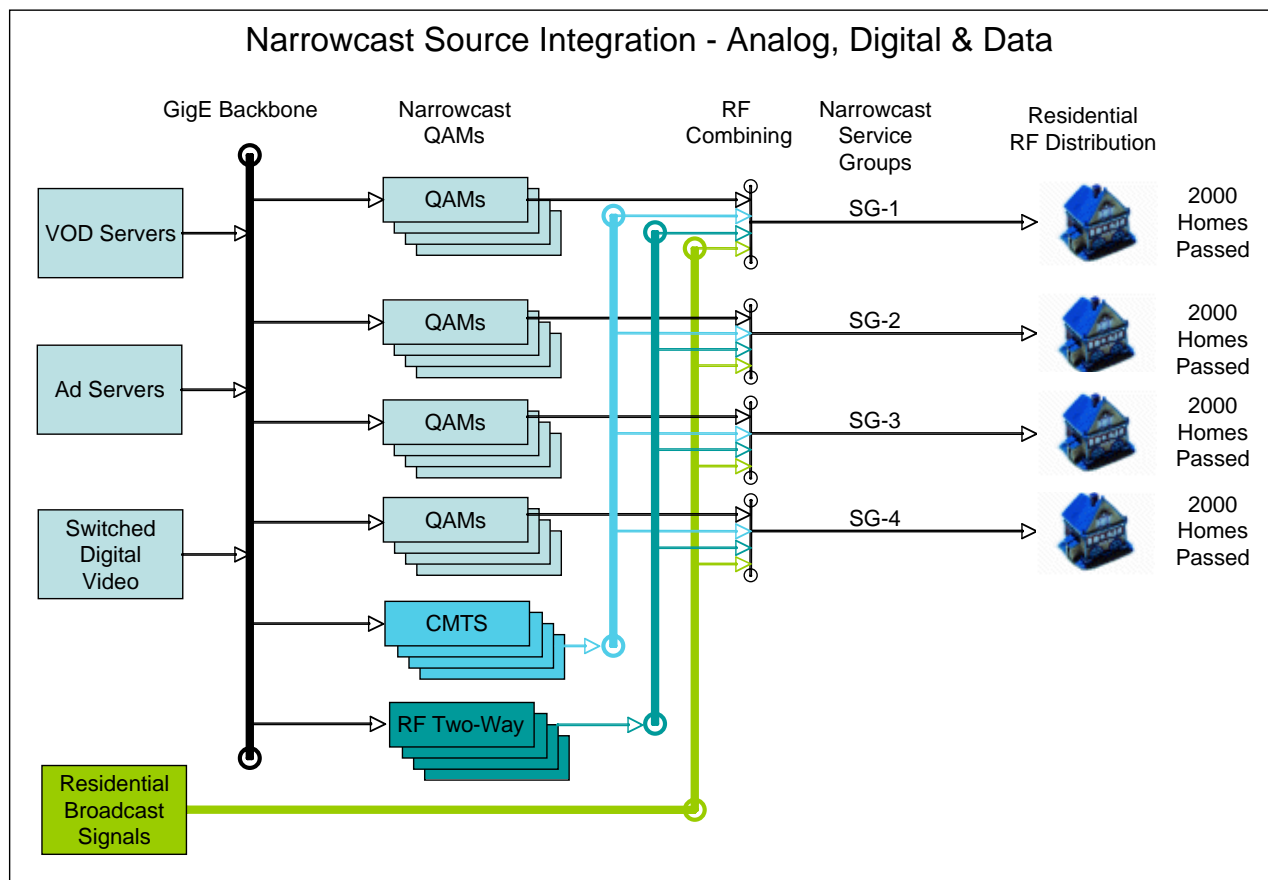 Narrowcast Source Integration - Analog, Digital & Data
GigE Backbone
Narrowcast
QAMs
RF
Combining
Narrowcast
Service
Groups
Residential
RF Distribution
VOD Servers
QAMs
SG-1
2000
Homes
Passed
Ad Servers
QAMs
SG-2
2000
Homes
Passed
QAMs
SG-3
2000
Homes
Passed
Switched
Digital
Video
QAMs
SG-4
2000
Homes
Passed
CMTS
RF Two-Way
Residential
Broadcast
Signals